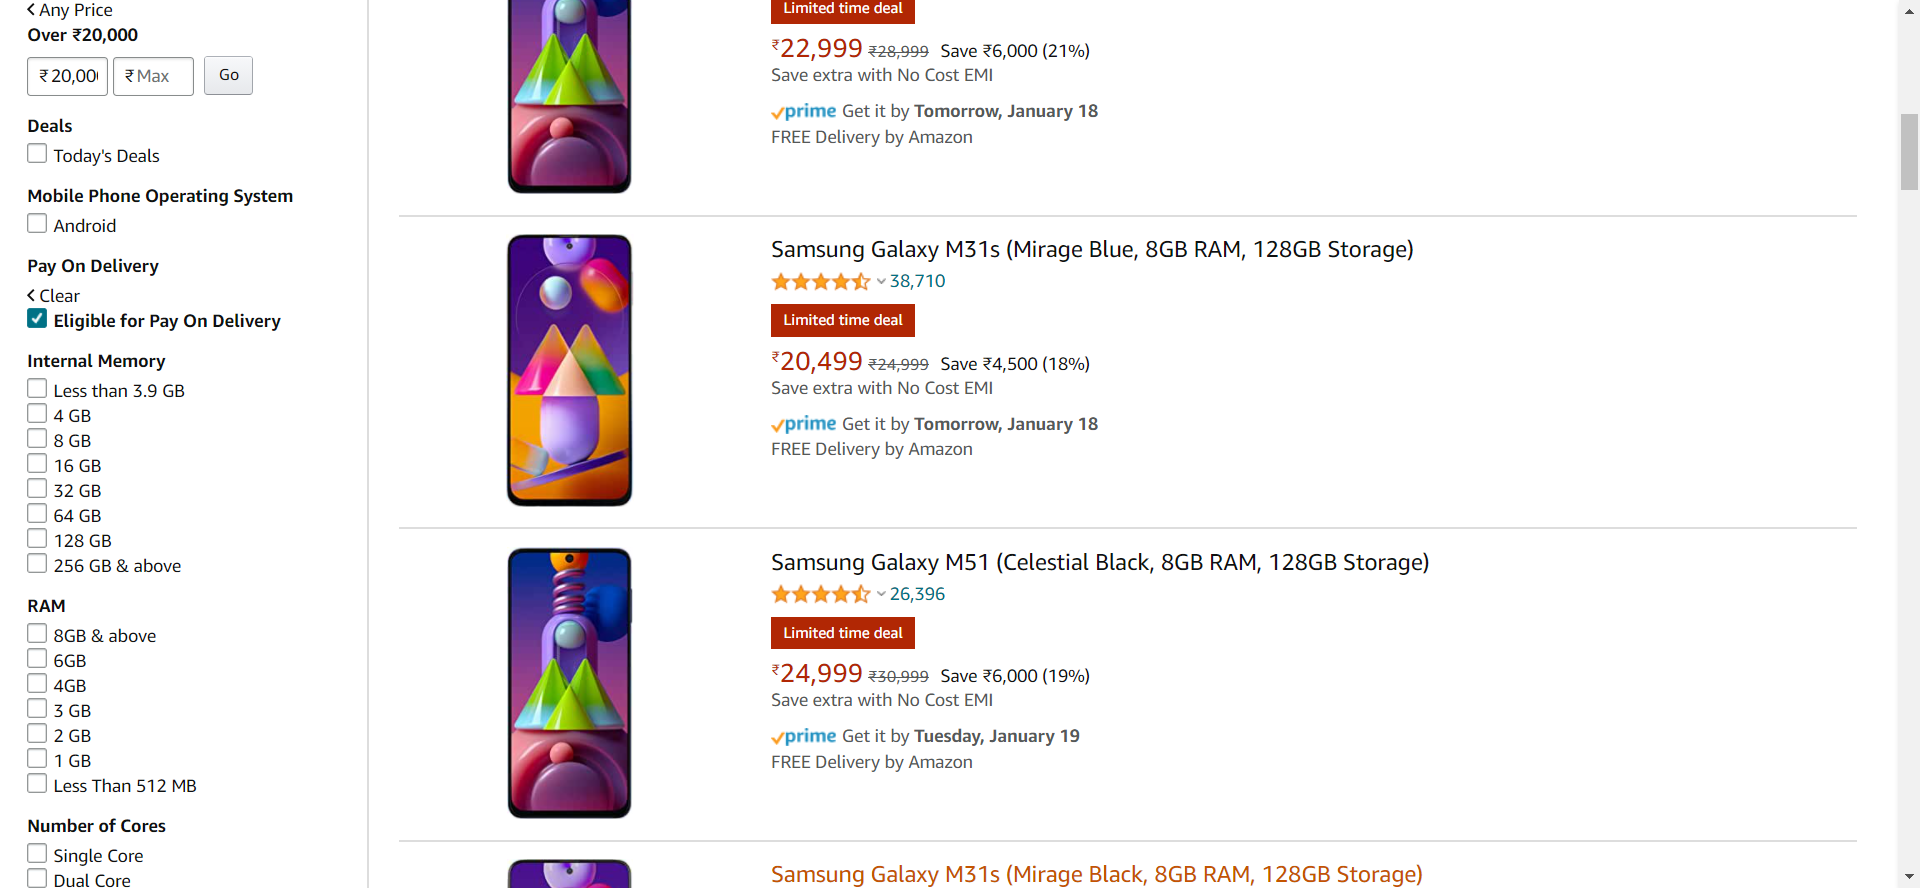 Any Price
Over ₹20,000
₹ 20,00
₹ Max
Go
Deals
Today's Deals
Mobile Phone Operating System
Android
Pay On Delivery
Clear
Eligible for Pay On Delivery
Internal Memory
Less than 3.9 GB
4 GB
8 GB
16 GB
32 GB
64 GB
128 GB
256 GB & above
RAM
8GB & above
6GB
4GB
3 GB
2 GB
1 GB
Less Than 512 MB
Number of Cores
Single Core
Dual Core
Limited time deal
₹22,999 ₹28,999 Save ₹6,000 (21%)
Save extra with No Cost EMI
prime Get it by Tomorrow, January 18
FREE Delivery by Amazon
Samsung Galaxy M31s (Mirage Blue, 8GB RAM, 128GB Storage)
38,710
Limited time deal
₹20,499 ₹24,999 Save ₹4,500 (18%)
Save extra with No Cost EMI
prime Get it by Tomorrow, January 18
FREE Delivery by Amazon
Samsung Galaxy M51 (Celestial Black, 8GB RAM, 128GB Storage)
26,396
Limited time deal
₹24,999 ₹30,999 Save ₹6,000 (19%)
Save extra with No Cost EMI
prime Get it by Tuesday, January 19
FREE Delivery by Amazon
Samsung Galaxy M31s (Mirage Black, 8GB RAM, 128GB Storage)